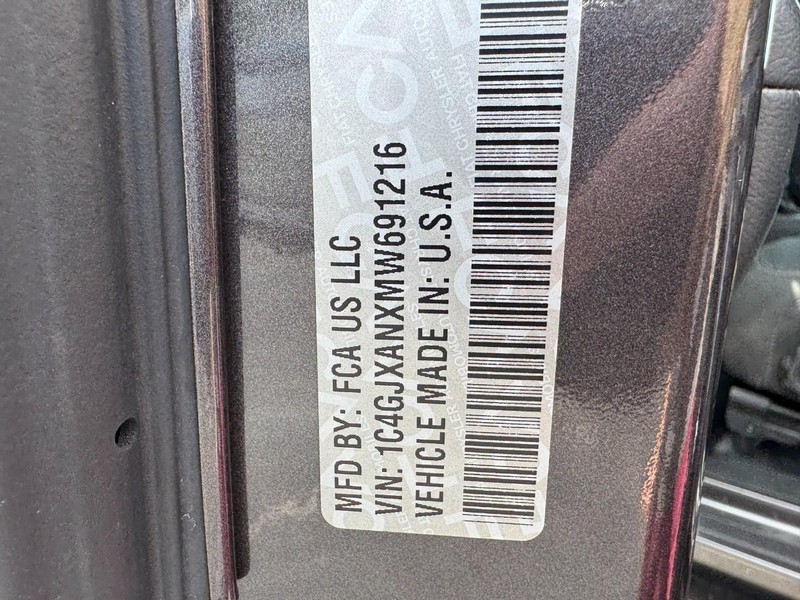 MFD BY: FCA US LLC
VIN: 1C4GJXANXMW691216
VEHICLE MADE IN: U.S.A.